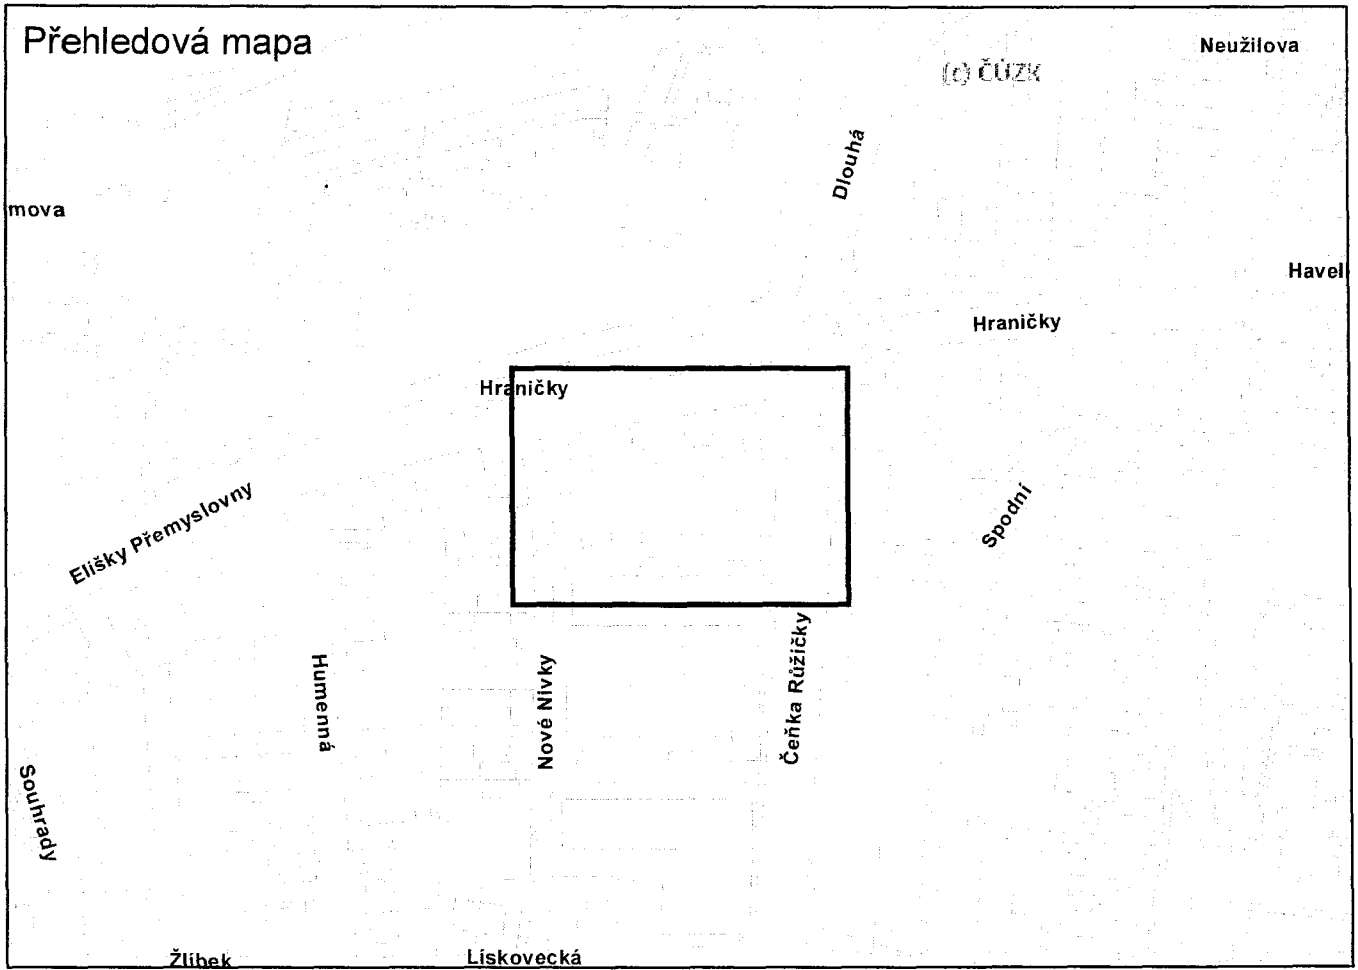 Přehledová mapa
Neužilova
(c) ČÚZK
Dlouhá
mova
Havel
Hraničky
Hraničky
Elišky Přemyslovny
Spodní
Humenná
Nové Nivky
Čeňka Růžičky
Souhrady
Žlíbek
Lískovecká